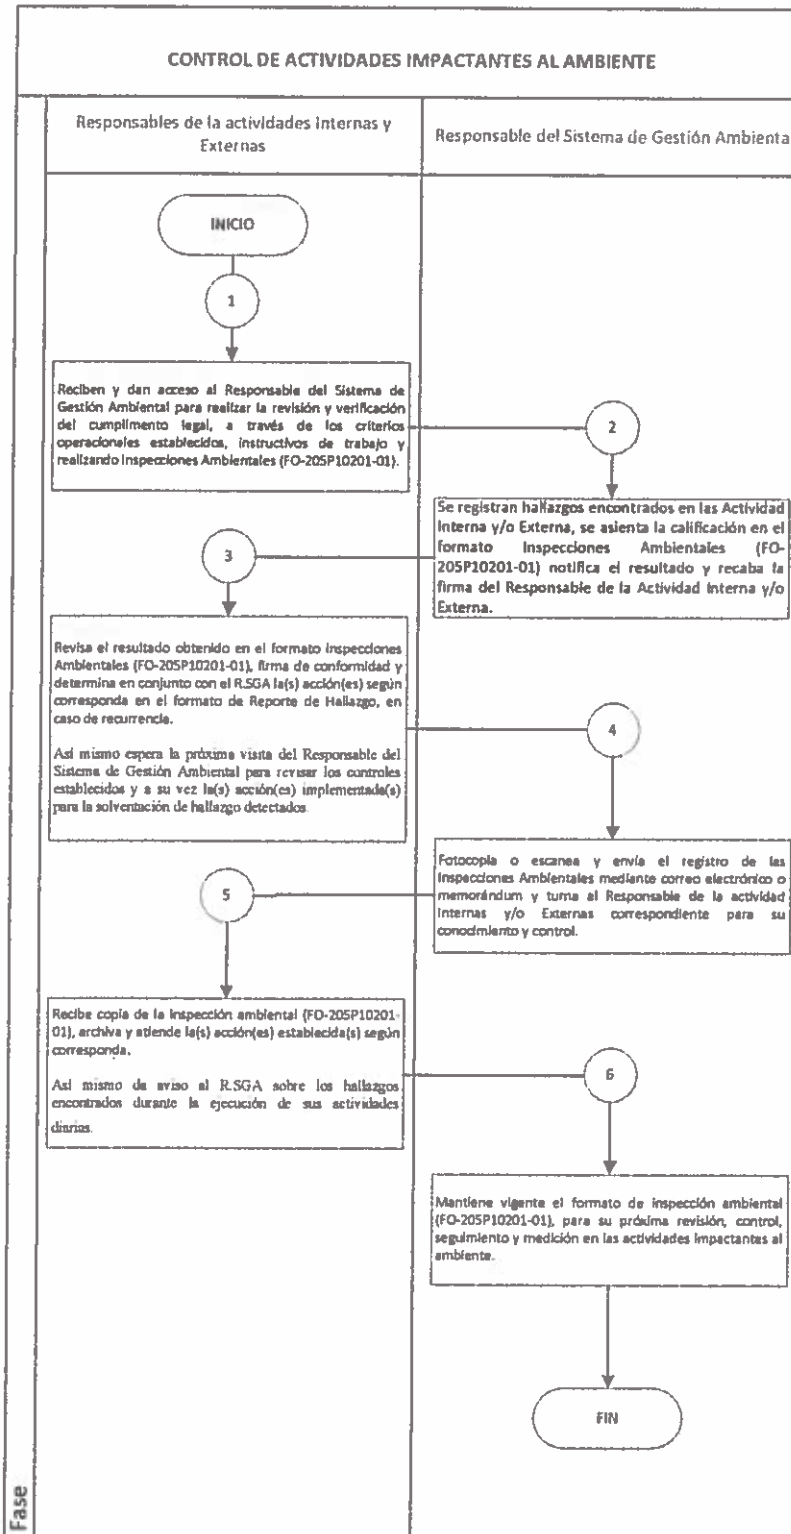 CONTROL DE ACTIVIDADES IMPACTANTES AL AMBIENTE
Responsables de la actividades Internas y
Externas
Responsable del Sistema de Gestión Ambienta
INICIO
1
Reciben y dan acceso al Responsable del Sistema de
Gestión Ambiental para realizar la revisión y verificación
del cumplimento legal, a través de los criterios
operacionales establecidos, instructivos de trabajo y
realizando Inspecciones Ambientales (FO-205P10201-01).
2
Se registran hallazgos encontrados en las Actividad
Interna y/o Externa, se asienta la calificación en el
formato Inspecciones Ambientales (FO-
205P10201-01) notifica el resultado y recaba la
firma del Responsable de la Actividad Interna y/o
Externa.
3
Revisa el resultado obtenido en el formato Inspecciones
Ambientales (FO-205P10201-01), firma de conformidad y
determina en conjunto con el R.SGA la(s) acción(es) según
corresponda en el formato de Reporte de Hallazgo, en
caso de recurrencia.
Así mismo espera la próxima visita del Responsable del
Sistema de Gestión Ambiental para revisar los controles
establecidos y a su vez la(s) acción(es) implementada(s)
para la solventación de hallazgo detectados.
4
Fotocopia o escanea y envía el registro de las
Inspecciones Ambientales mediante correo electrónico o
memorándum y turna al Responsable de la actividad
Internas y/o Externas correspondiente para su
conocimiento y control.
5
Recibe copia de la inspección ambiental (FO-205P10201-
01), archiva y atiende la(s) acción(es) establecida(s) según
corresponda.
Así mismo da aviso al R.SGA sobre los hallazgos
encontrados durante la ejecución de sus actividades
diarias.
6
Mantiene vigente el formato de inspección ambiental
(FO-205P10201-01), para su próxima revisión, control,
seguimiento y medición en las actividades impactantes al
ambiente.
FIN
Fase